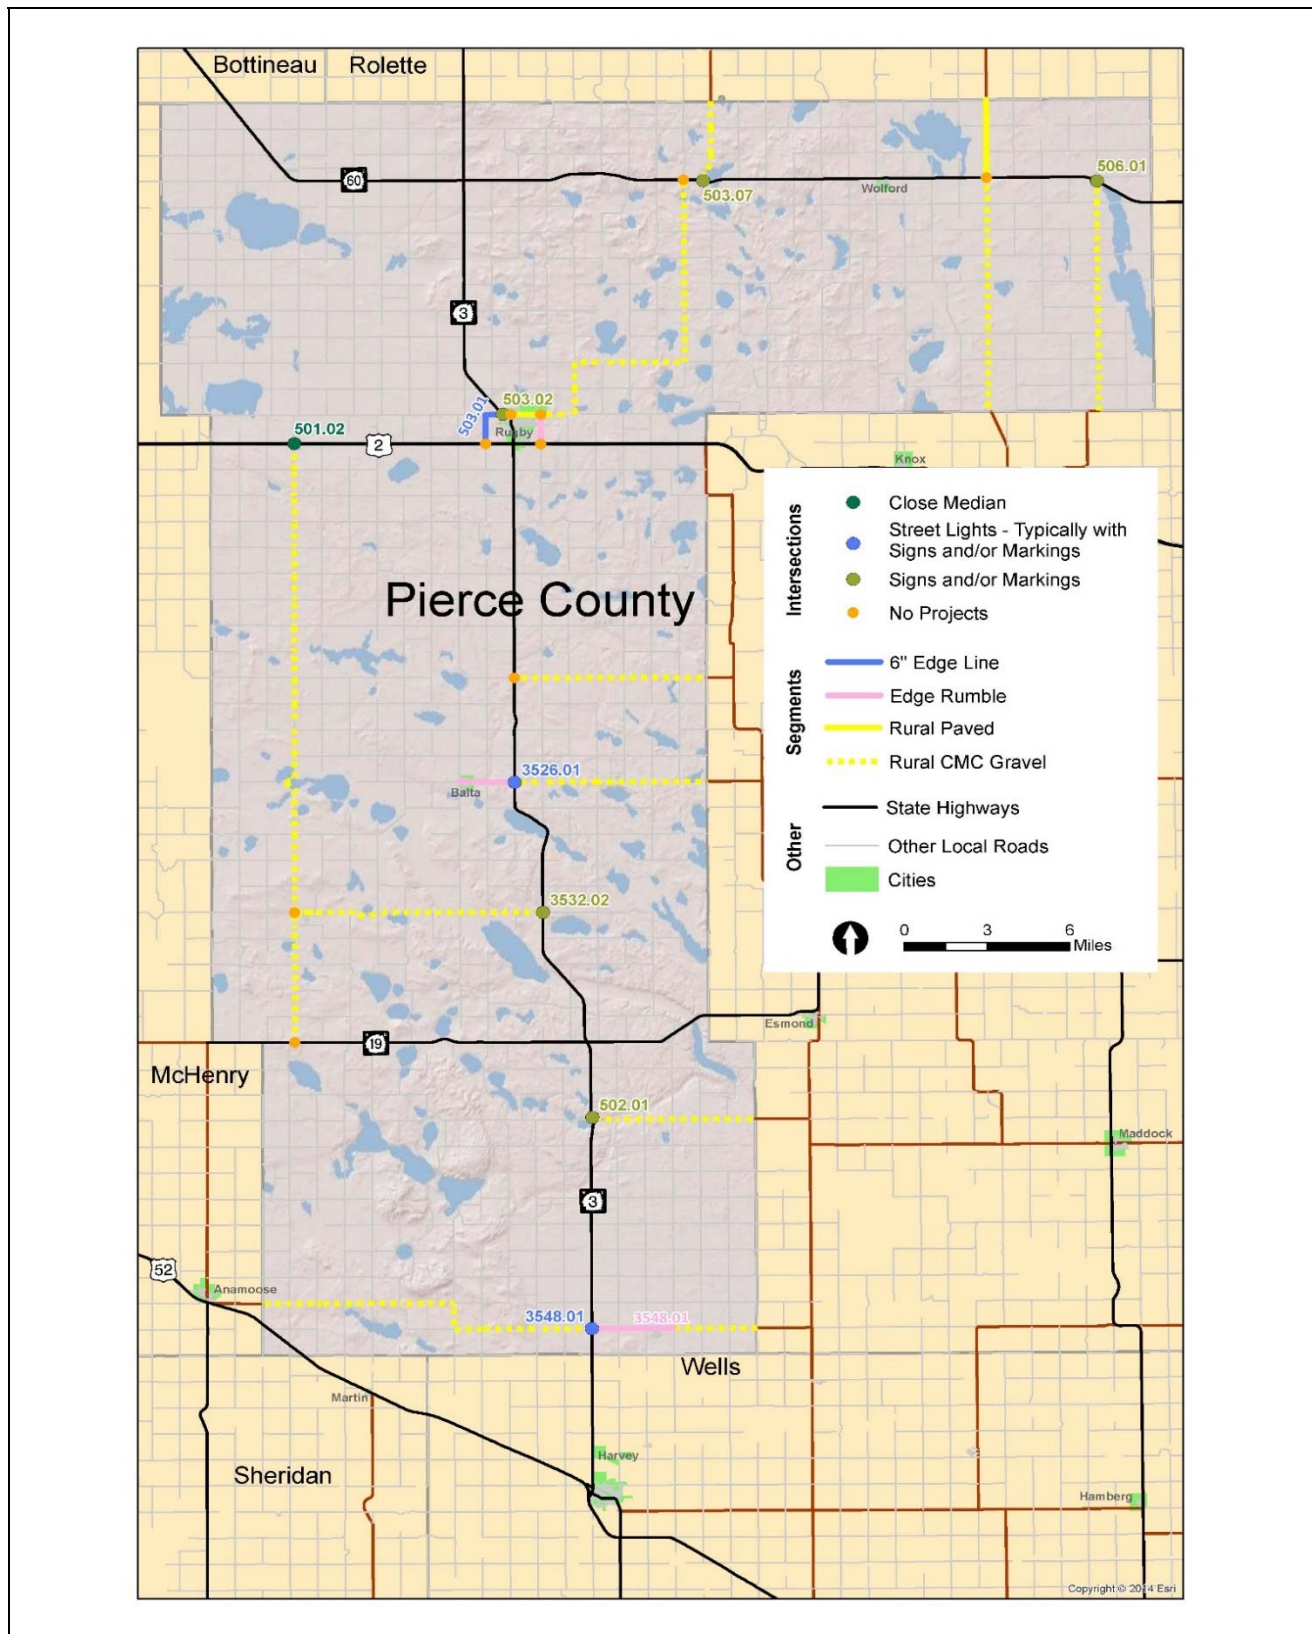 Bottineau Rolette
60
503.07
Wolford
506.01
3
503.01
503.02
Rugby
501.02
2
Knox
Pierce County
Intersections
Close Median
Street Lights - Typically with
Signs and/or Markings
Signs and/or Markings
No Projects
Segments
6" Edge Line
Edge Rumble
Rural Paved
Rural CMC Gravel
Other
State Highways
Other Local Roads
Cities
0 3 6
Miles
3526.01
Balta
3532.02
19
Esmond
McHenry
502.01
Maddock
3
52
Anamoose
3548.01
3548.01
Wells
Martin
Harvey
Sheridan
Hamberg
Copyright:© 2014 Esri